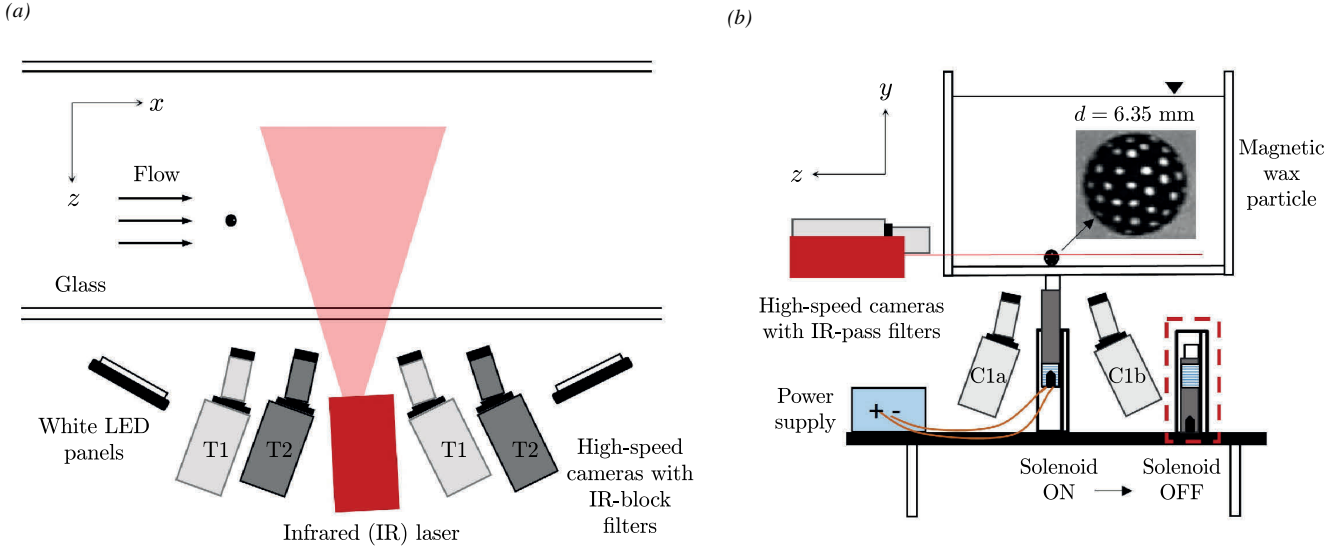 (a)
x
z
Flow
Glass
White LED
panels
T1
T2
T1
T2
High-speed
cameras with
IR-block
filters
Infrared (IR) laser
(b)
y
z
d = 6.35 mm
Magnetic
wax
particle
High-speed cameras
with IR-pass filters
C1a
C1b
Power
supply
+ -
Solenoid
ON
Solenoid
OFF